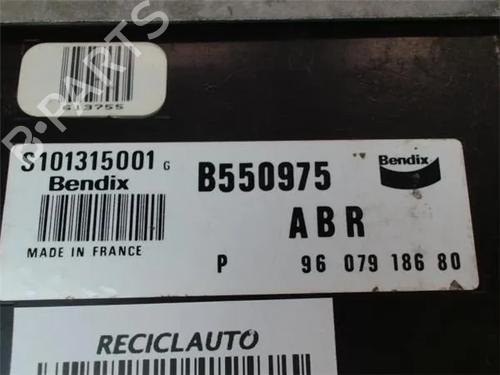 B-PARTS
613755
S101315001 G
Bendix
MADE IN FRANCE
B550975
Bendix
ABR
P 96 079 186 80
RECICLAUTO